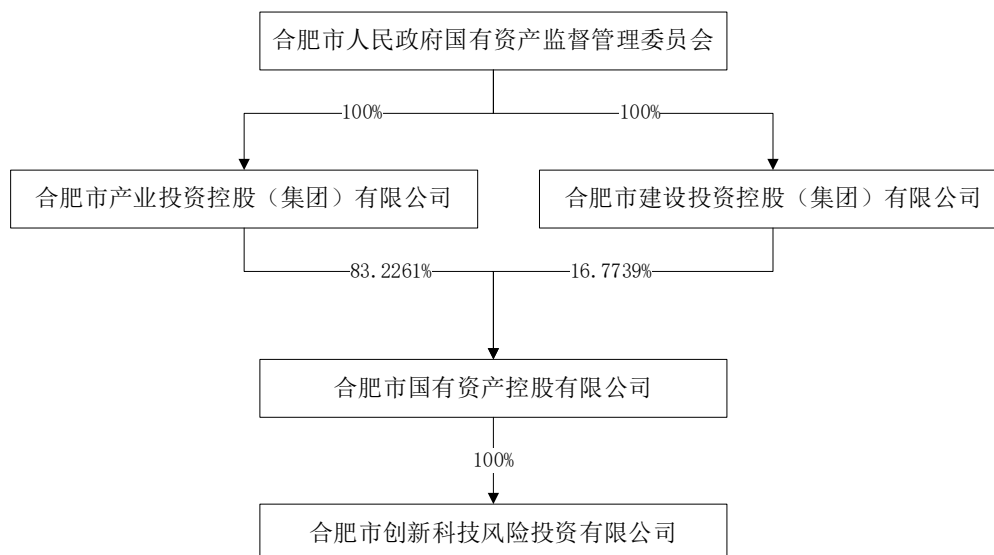 合肥市人民政府国有资产监督管理委员会
100%
100%
合肥市产业投资控股（集团）有限公司
合肥市建设投资控股（集团）有限公司
83.2261%
16.7739%
合肥市国有资产控股有限公司
100%
合肥市创新科技风险投资有限公司